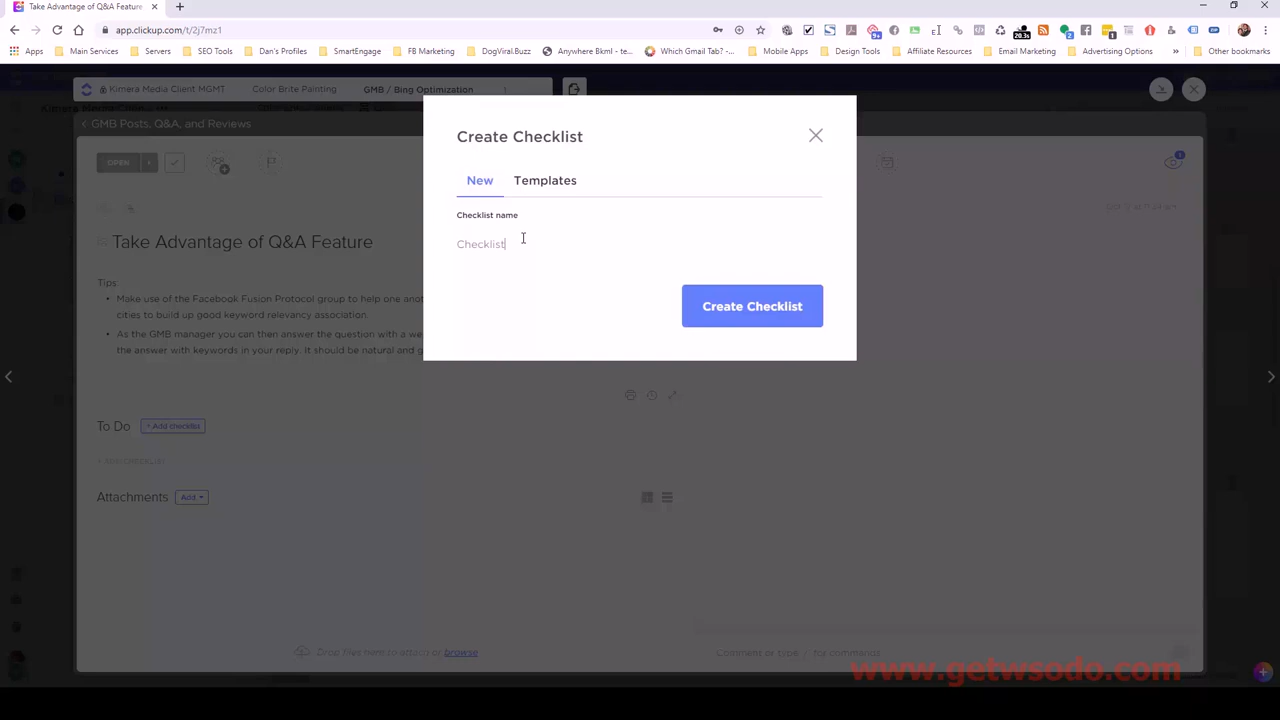 Take Advantage of Q&A Feature
app.clickup.com/t/2j7mz1
Apps Main Services Servers SEO Tools Dan's Profiles SmartEngage FB Marketing DogViral.Buzz Anywhere Bkml - te... Which Gmail Tab? -... Mobile Apps Design Tools Affiliate Resources Email Marketing Advertising Options » Other bookmarks
Kimera Media Client MGMT Color Brite Painting GMB / Bing Optimization
GMB Posts, Q&A, and Reviews
OPEN
Create Checklist
New Templates
Checklist name
Checklist
Create Checklist
Take Advantage of Q&A Feature
Tips:
Make use of the Facebook Fusion Protocol group to help one
cities to build up good keyword relevancy association.
As the GMB manager you can then answer the question with a
the answer with keywords in your reply. It should be natural and
To Do + Add checklist
+ ADD CHECKLIST
Attachments Add
Drop files here to attach or browse
Comment or type / for commands
www.getwsodo.com